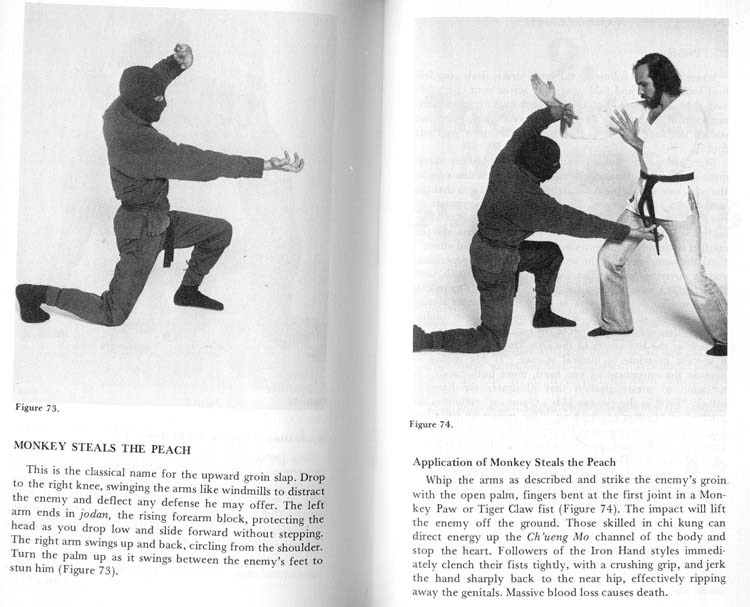 Figure 73.
MONKEY STEALS THE PEACH
This is the classical name for the upward groin slap. Drop
to the right knee, swinging the arms like windmills to distract
the enemy and deflect any defense he may offer. The left
arm ends in jodan, the rising forearm block, protecting the
head as you drop low and slide forward without stepping.
The right arm swings up and back, circling from the shoulder.
Turn the palm up as it swings between the enemy's feet to
stun him (Figure 73).
Figure 74.
Application of Monkey Steals the Peach
Whip the arms as described and strike the enemy's groin
with the open palm, fingers bent at the first joint in a Mon-
key Paw or Tiger Claw fist (Figure 74). The impact will lift
the enemy off the ground. Those skilled in chi kung can
direct energy up the Ch'ueng Mo channel of the body and
stop the heart. Followers of the Iron Hand styles immedi-
ately clench their fists tightly, with a crushing grip, and jerk
the hand sharply back to the near hip, effectively ripping
away the genitals. Massive blood loss causes death.